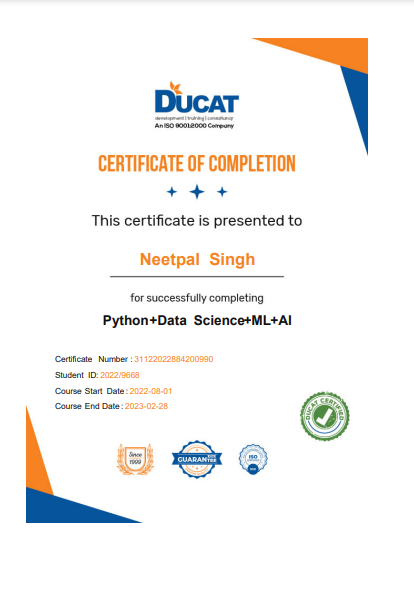 DUCAT
development | training | consultancy
An ISO 9001:2000 Company
CERTIFICATE OF COMPLETION
This certificate is presented to
Neetpal Singh
for successfully completing
Python+Data Science+ML+AI
Certificate Number : 31122022884200990
Student ID: 2022/9668
Course Start Date : 2022-08-01
Course End Date : 2023-02-28
DUCAT CERTIFIED
Since
1999
GUARANTEE
ISO